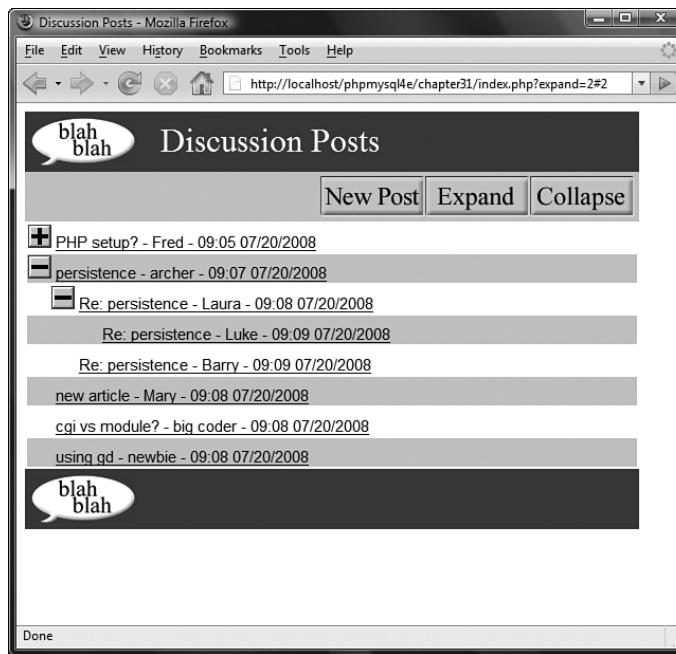 Discussion Posts - Mozilla Firefox
File Edit View History Bookmarks Tools Help
http://localhost/phpmysql4e/chapter31/index.php?expand=2#2
blah
blah
Discussion Posts
New Post Expand Collapse
PHP setup? - Fred - 09:05 07/20/2008
persistence - archer - 09:07 07/20/2008
Re: persistence - Laura - 09:08 07/20/2008
Re: persistence - Luke - 09:09 07/20/2008
Re: persistence - Barry - 09:09 07/20/2008
new article - Mary - 09:08 07/20/2008
cgi vs module? - big coder - 09:08 07/20/2008
using gd - newbie - 09:08 07/20/2008
blah
blah
Done